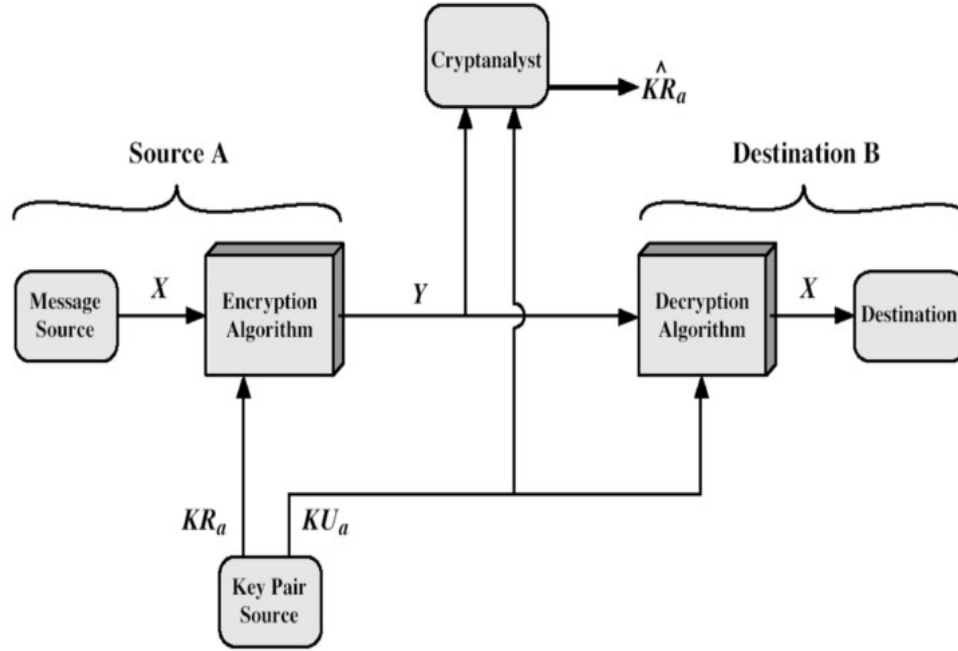 Cryptanalyst
K̂R_a
Source A
Destination B
Message
Source
X
Encryption
Algorithm
Y
Decryption
Algorithm
X
Destination
KR_a
KU_a
Key Pair
Source